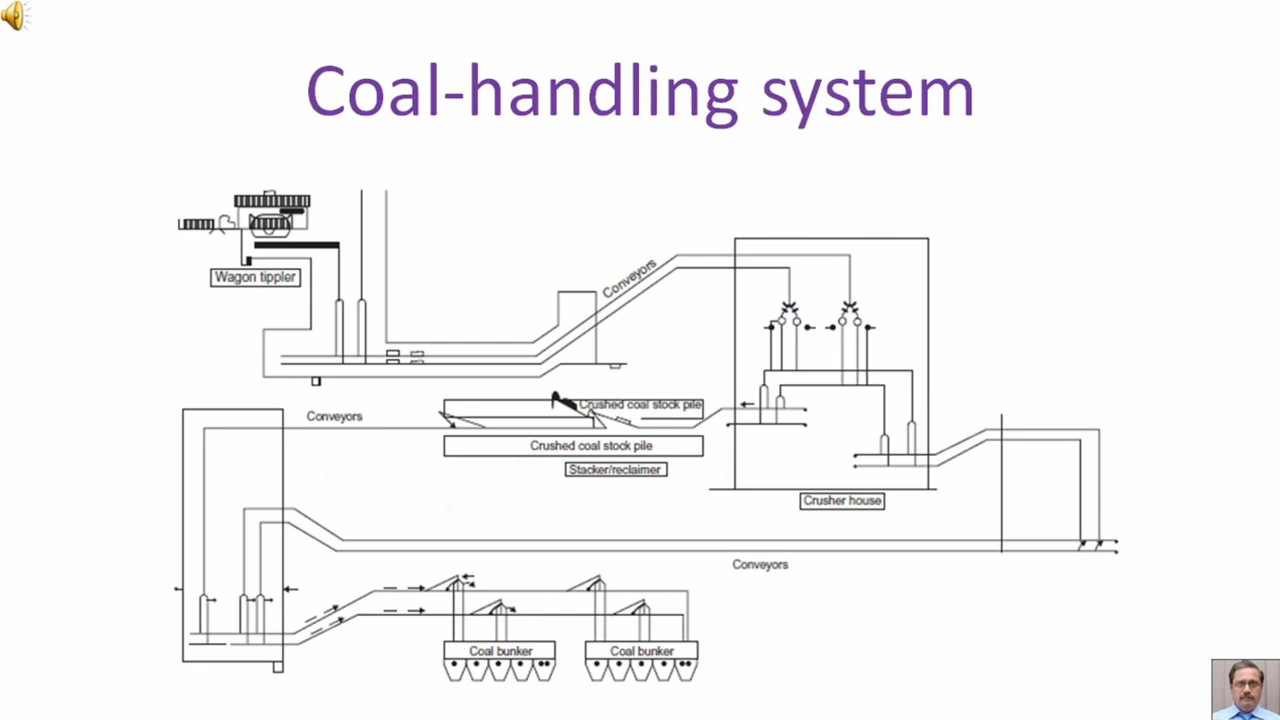 Coal-handling system
Wagon tippler
Conveyors
Crushed coal stock pile
Conveyors
Crushed coal stock pile
Stacker/reclaimer
Crusher house
Conveyors
Coal bunker
Coal bunker